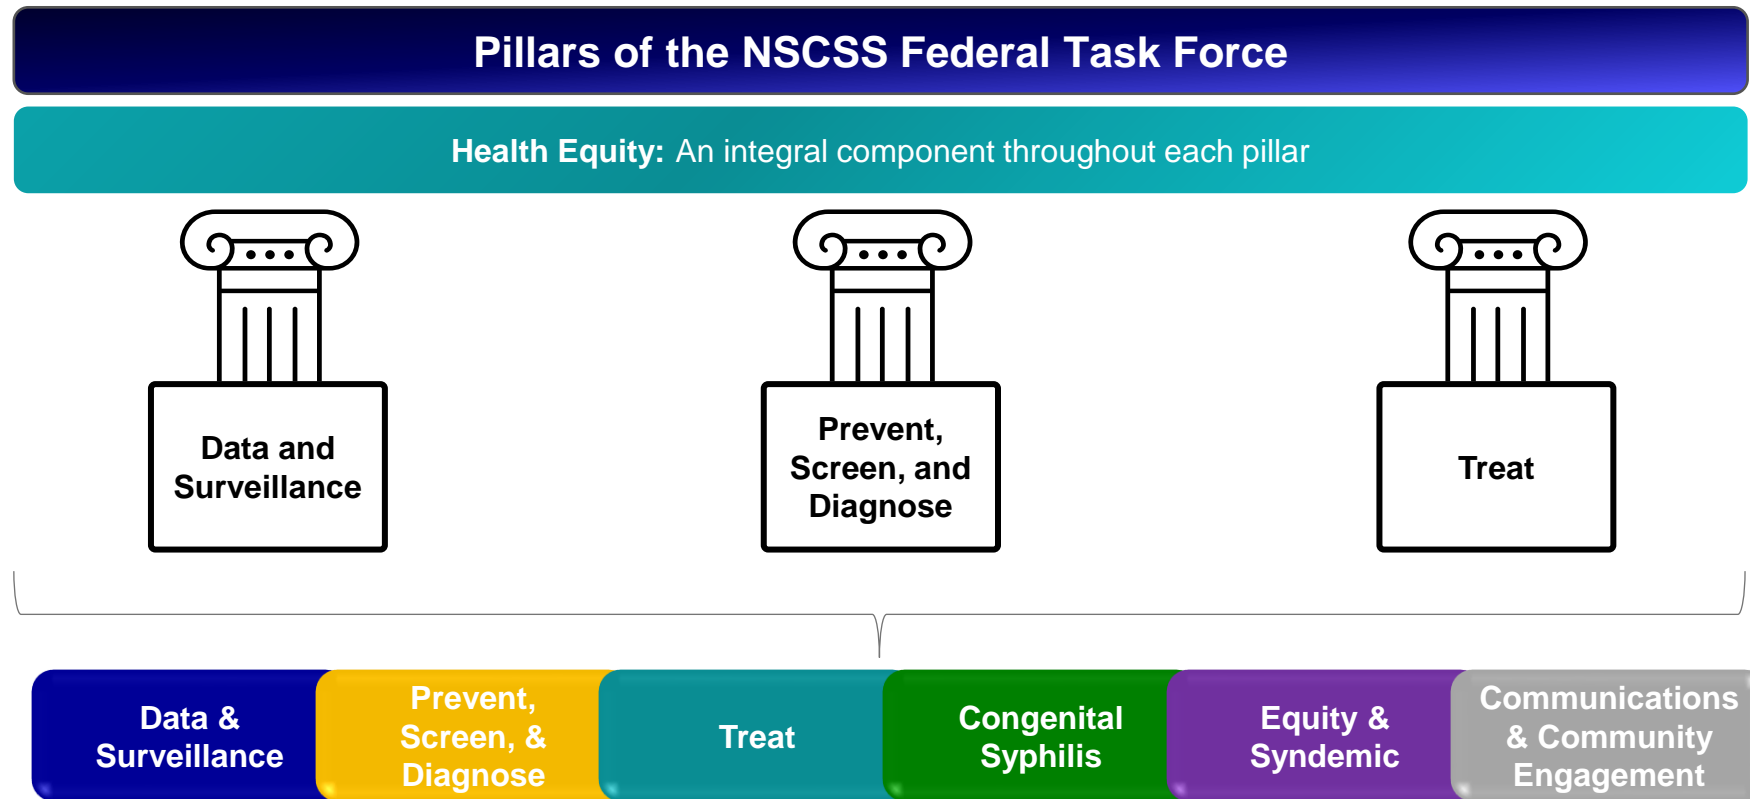 Pillars of the NSCSS Federal Task Force
Health Equity: An integral component throughout each pillar
Data and
Surveillance
Prevent,
Screen, and
Diagnose
Treat
Data &
Surveillance
Prevent,
Screen, &
Diagnose
Treat
Congenital
Syphilis
Equity &
Syndemic
Communications
& Community
Engagement